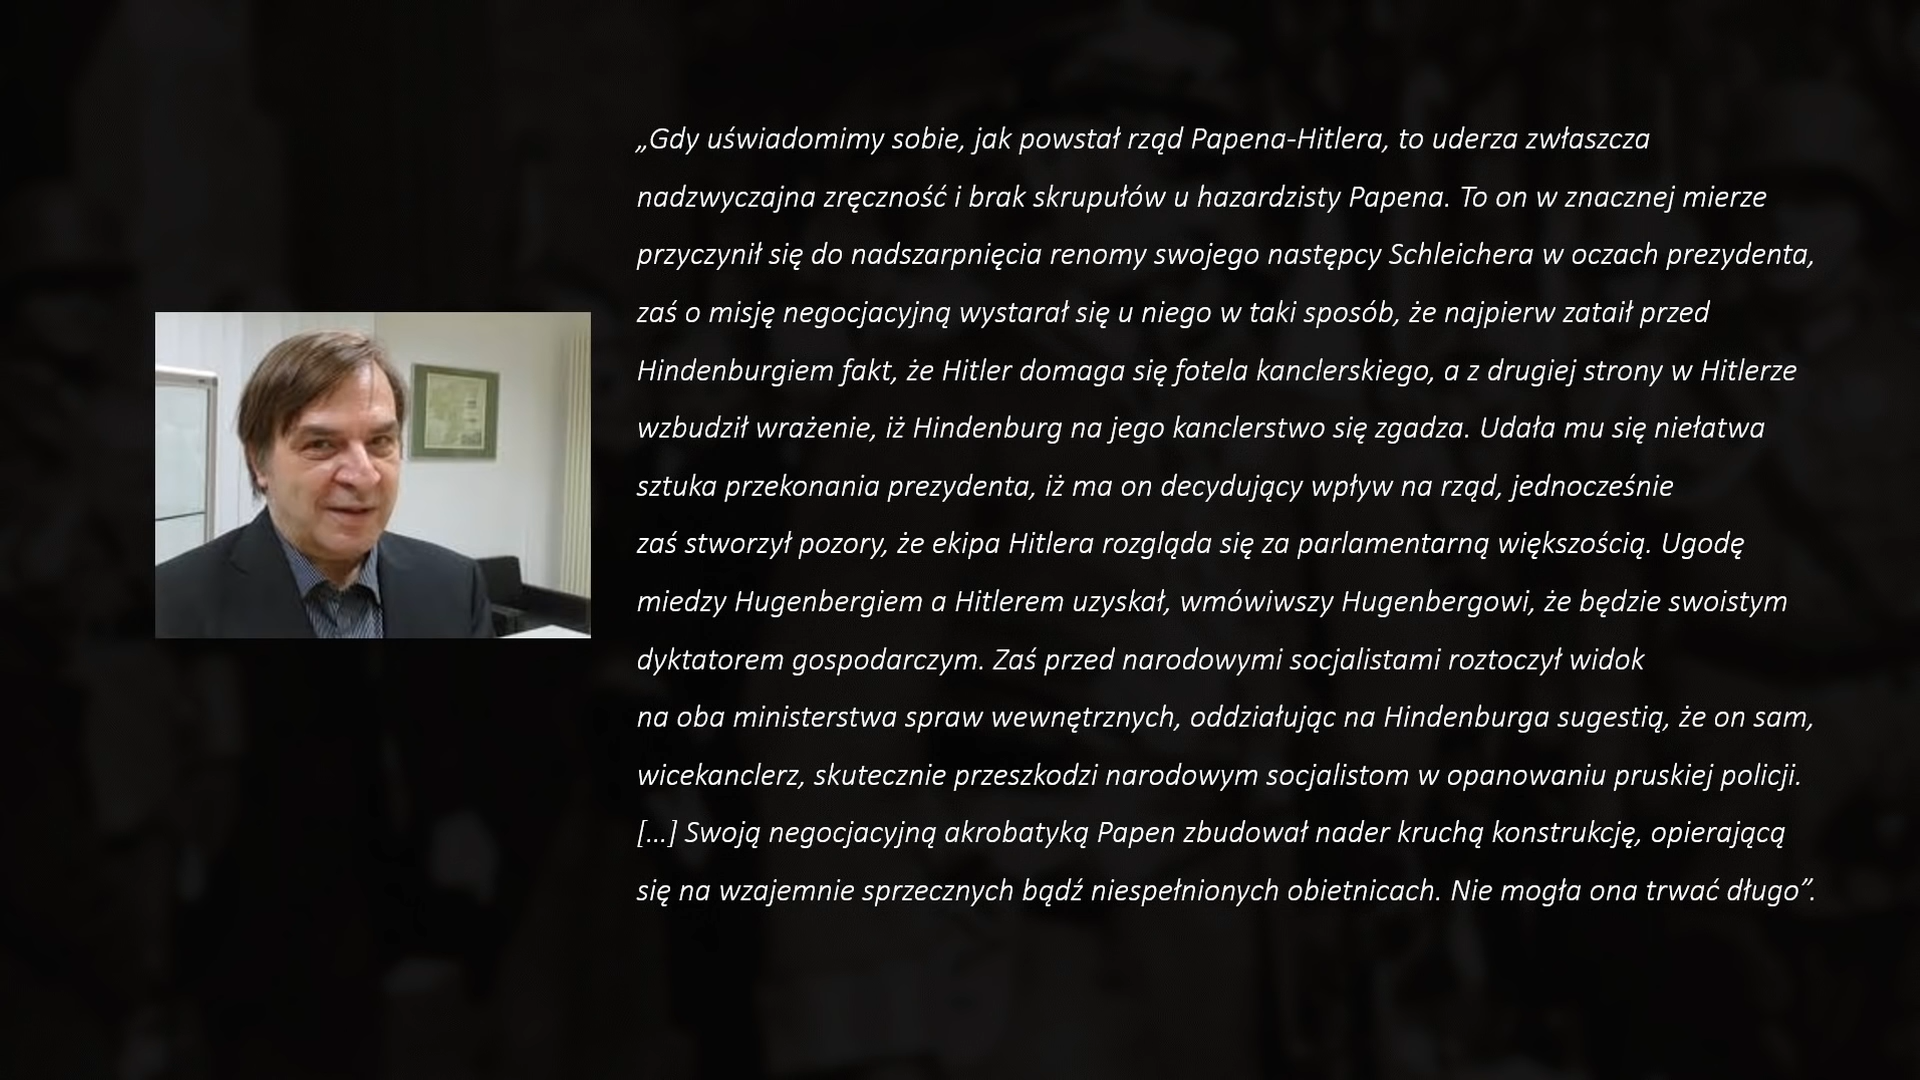 „Gdy uświadomimy sobie, jak powstał rząd Papena-Hitlera, to uderza zwłaszcza
nadzwyczajna zręczność i brak skrupułów u hazardzisty Papena. To on w znacznej mierze
przyczynił się do nadszarpnięcia renomy swojego następcy Schleichera w oczach prezydenta,
zaś o misję negocjacyjną wystarał się u niego w taki sposób, że najpierw zataił przed
Hindenburgiem fakt, że Hitler domaga się fotela kanclerskiego, a z drugiej strony w Hitlerze
wzbudził wrażenie, iż Hindenburg na jego kanclerstwo się zgadza. Udała mu się niełatwa
sztuka przekonania prezydenta, iż ma on decydujący wpływ na rząd, jednocześnie
zaś stworzył pozory, że ekipa Hitlera rozgląda się za parlamentarną większością. Ugodę
miedzy Hugenbergiem a Hitlerem uzyskał, wmówiwszy Hugenbergowi, że będzie swoistym
dyktatorem gospodarczym. Zaś przed narodowymi socjalistami roztoczył widok
na oba ministerstwa spraw wewnętrznych, oddziałując na Hindenburga sugestią, że on sam,
wicekanclerz, skutecznie przeszkodzi narodowym socjalistom w opanowaniu pruskiej policji.
[…] Swoją negocjacyjną akrobatyką Papen zbudował nader kruchą konstrukcję, opierającą
się na wzajemnie sprzecznych bądź niespełnionych obietnicach. Nie mogła ona trwać długo”.